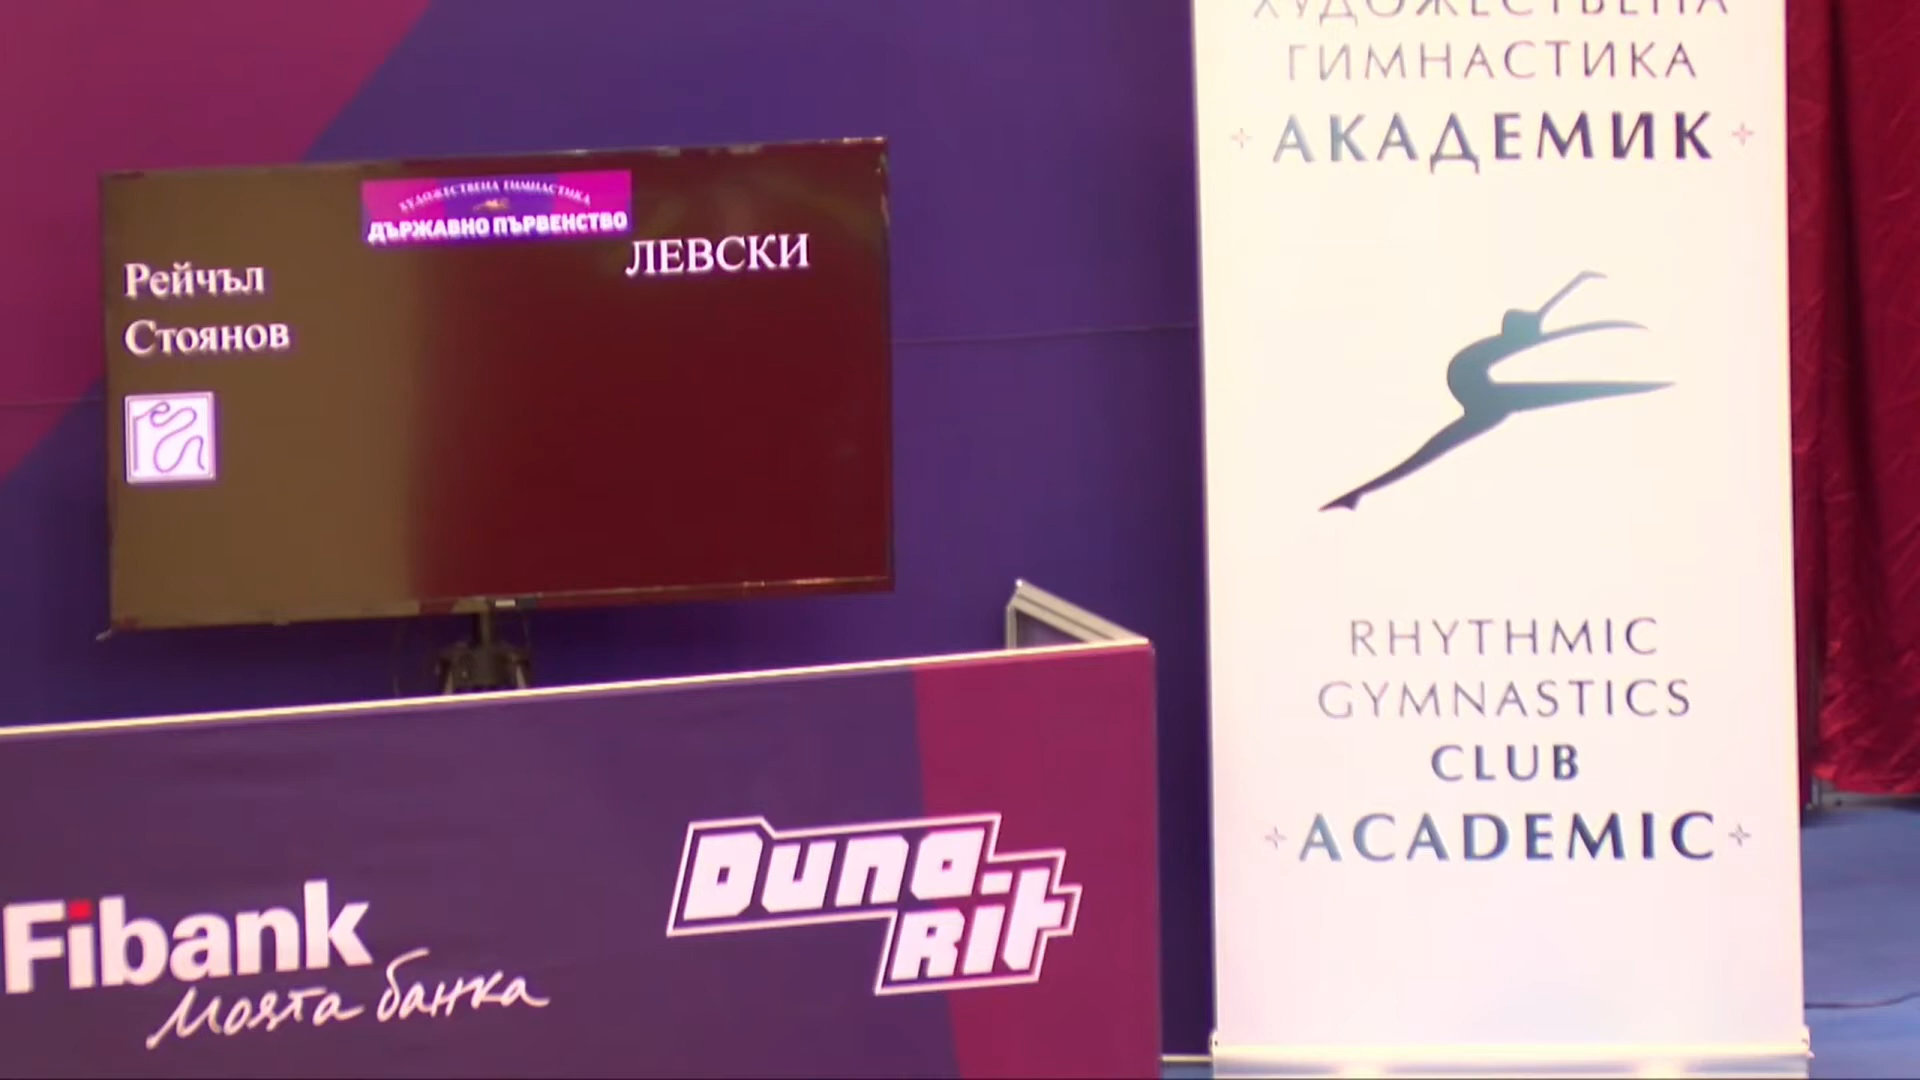 ХУДОЖЕСТВЕНА ГИМНАСТИКА
ДЪРЖАВНО ПЪРВЕНСТВО
Рейчъл
Стоянов
ЛЕВСКИ
Fibank
Моята банка
Duna
Rit
ХУДОЖЕСТВЕНА
ГИМНАСТИКА
АКАДЕМИК
RHYTHMIC
GYMNASTICS
CLUB
ACADEMIC